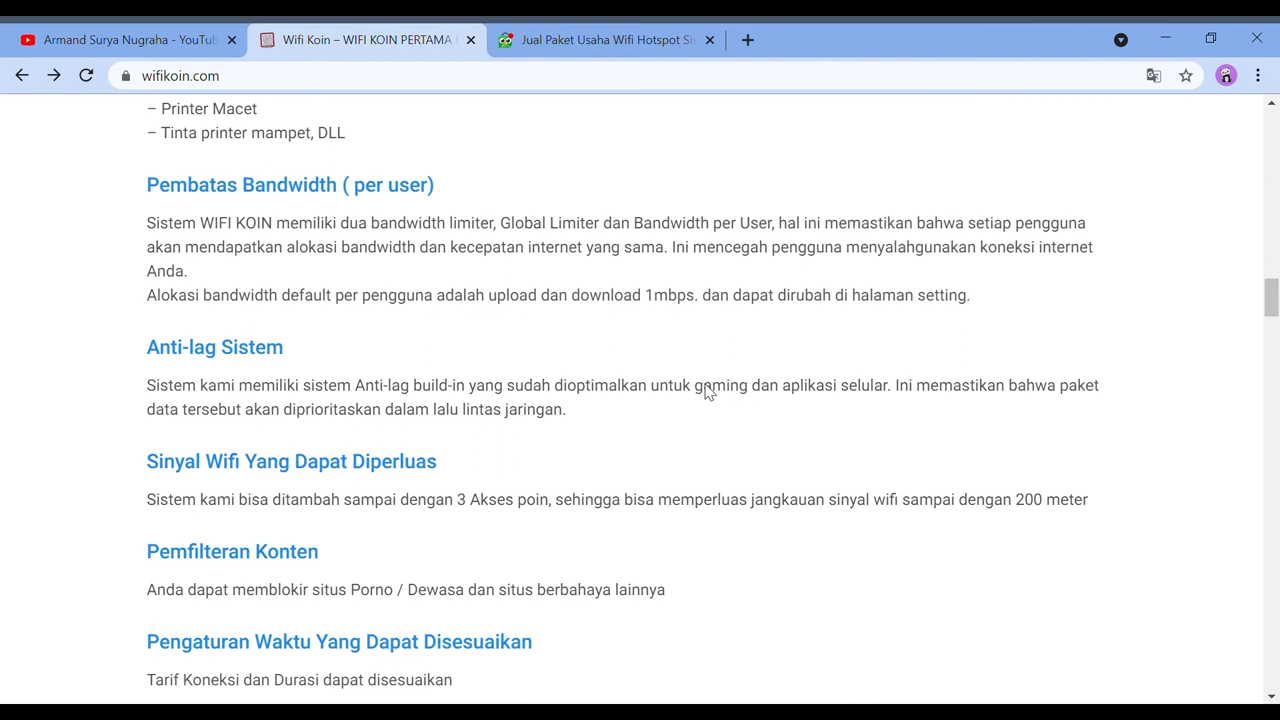 Armand Surya Nugraha - YouTub
Wifi Koin – WIFI KOIN PERTAMA
Jual Paket Usaha Wifi Hotspot Sis
wifikoin.com
– Printer Macet
– Tinta printer mampet, DLL
Pembatas Bandwidth ( per user)
Sistem WIFI KOIN memiliki dua bandwidth limiter, Global Limiter dan Bandwidth per User, hal ini memastikan bahwa setiap pengguna
akan mendapatkan alokasi bandwidth dan kecepatan internet yang sama. Ini mencegah pengguna menyalahgunakan koneksi internet
Anda.
Alokasi bandwidth default per pengguna adalah upload dan download 1mbps. dan dapat dirubah di halaman setting.
Anti-lag Sistem
Sistem kami memiliki sistem Anti-lag build-in yang sudah dioptimalkan untuk gaming dan aplikasi selular. Ini memastikan bahwa paket
data tersebut akan diprioritaskan dalam lalu lintas jaringan.
Sinyal Wifi Yang Dapat Diperluas
Sistem kami bisa ditambah sampai dengan 3 Akses poin, sehingga bisa memperluas jangkauan sinyal wifi sampai dengan 200 meter
Pemfilteran Konten
Anda dapat memblokir situs Porno / Dewasa dan situs berbahaya lainnya
Pengaturan Waktu Yang Dapat Disesuaikan
Tarif Koneksi dan Durasi dapat disesuaikan